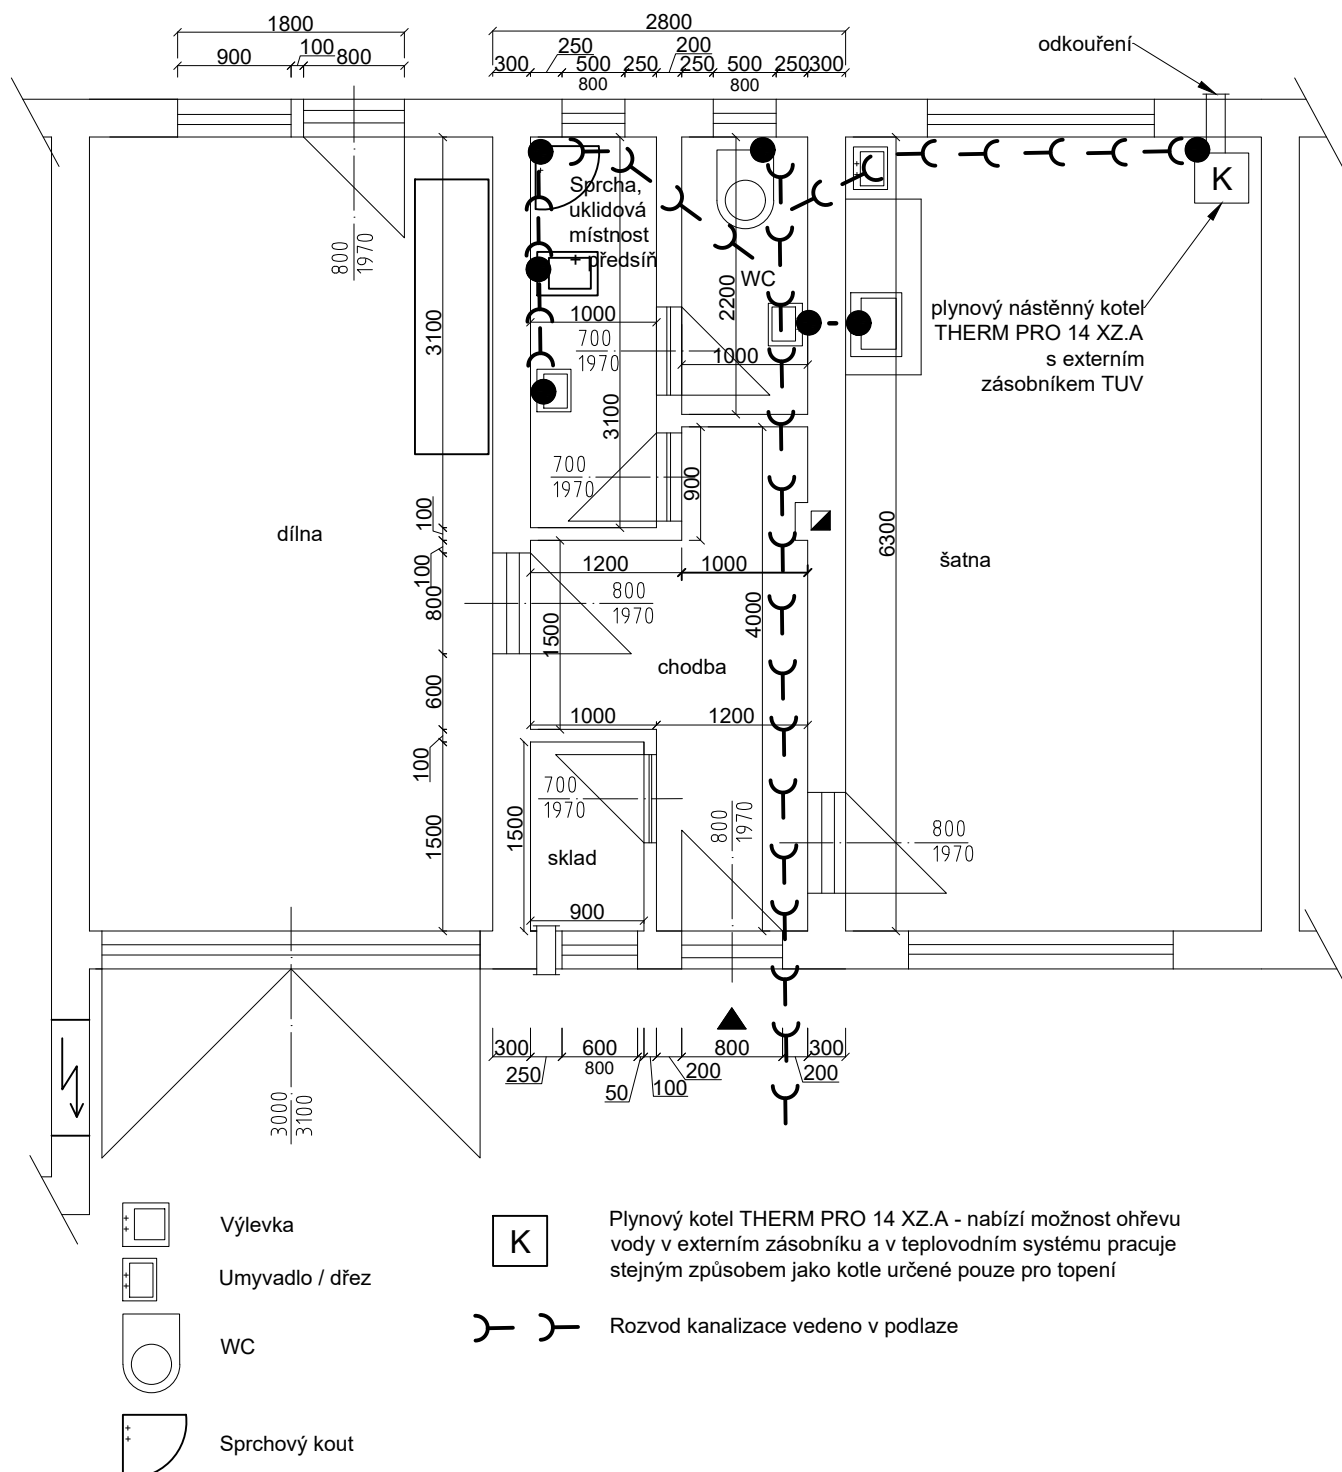 1800
900
100
800
2800
300
250
500
800
250
200
250
500
800
250
300
odkouření
K
Sprcha,
uklidová
místnost
+ předsíň
WC
800
1970
3100
1000
700
1970
2200
1000
plynový nástěnný kotel
THERM PRO 14 XZ.A
s externím
zásobníkem TUV
3100
700
1970
900
100
dílna
6300
šatna
100
800
1200
1000
800
1970
1500
4000
chodba
600
1000
1200
100
700
1970
1500
1500
800
1970
800
1970
sklad
900
300
250
600
800
50
100
200
800
300
200
3000
3100
Výlevka
Umyvadlo / dřez
WC
Sprchový kout
K
Plynový kotel THERM PRO 14 XZ.A - nabízí možnost ohřevu
vody v externím zásobníku a v teplovodním systému pracuje
stejným způsobem jako kotle určené pouze pro topení
Rozvod kanalizace vedeno v podlaze